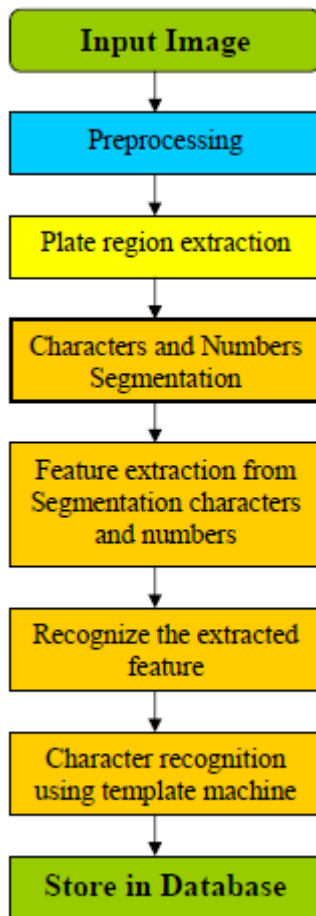 Input Image
Preprocessing
Plate region extraction
Characters and Numbers
Segmentation
Feature extraction from
Segmentation characters
and numbers
Recognize the extracted
feature
Character recognition
using template machine
Store in Database